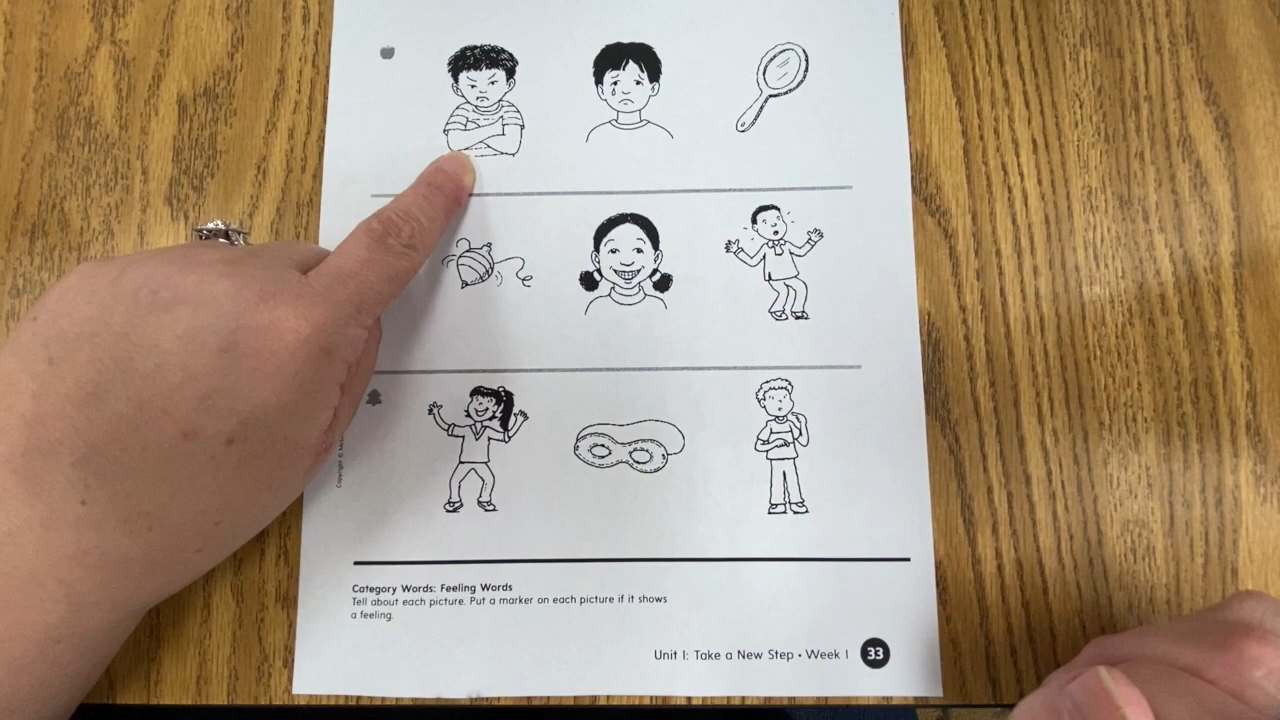 Category Words: Feeling Words
Tell about each picture. Put a marker on each picture if it shows
a feeling.
Unit 1: Take a New Step • Week 1 33
Copyright ©